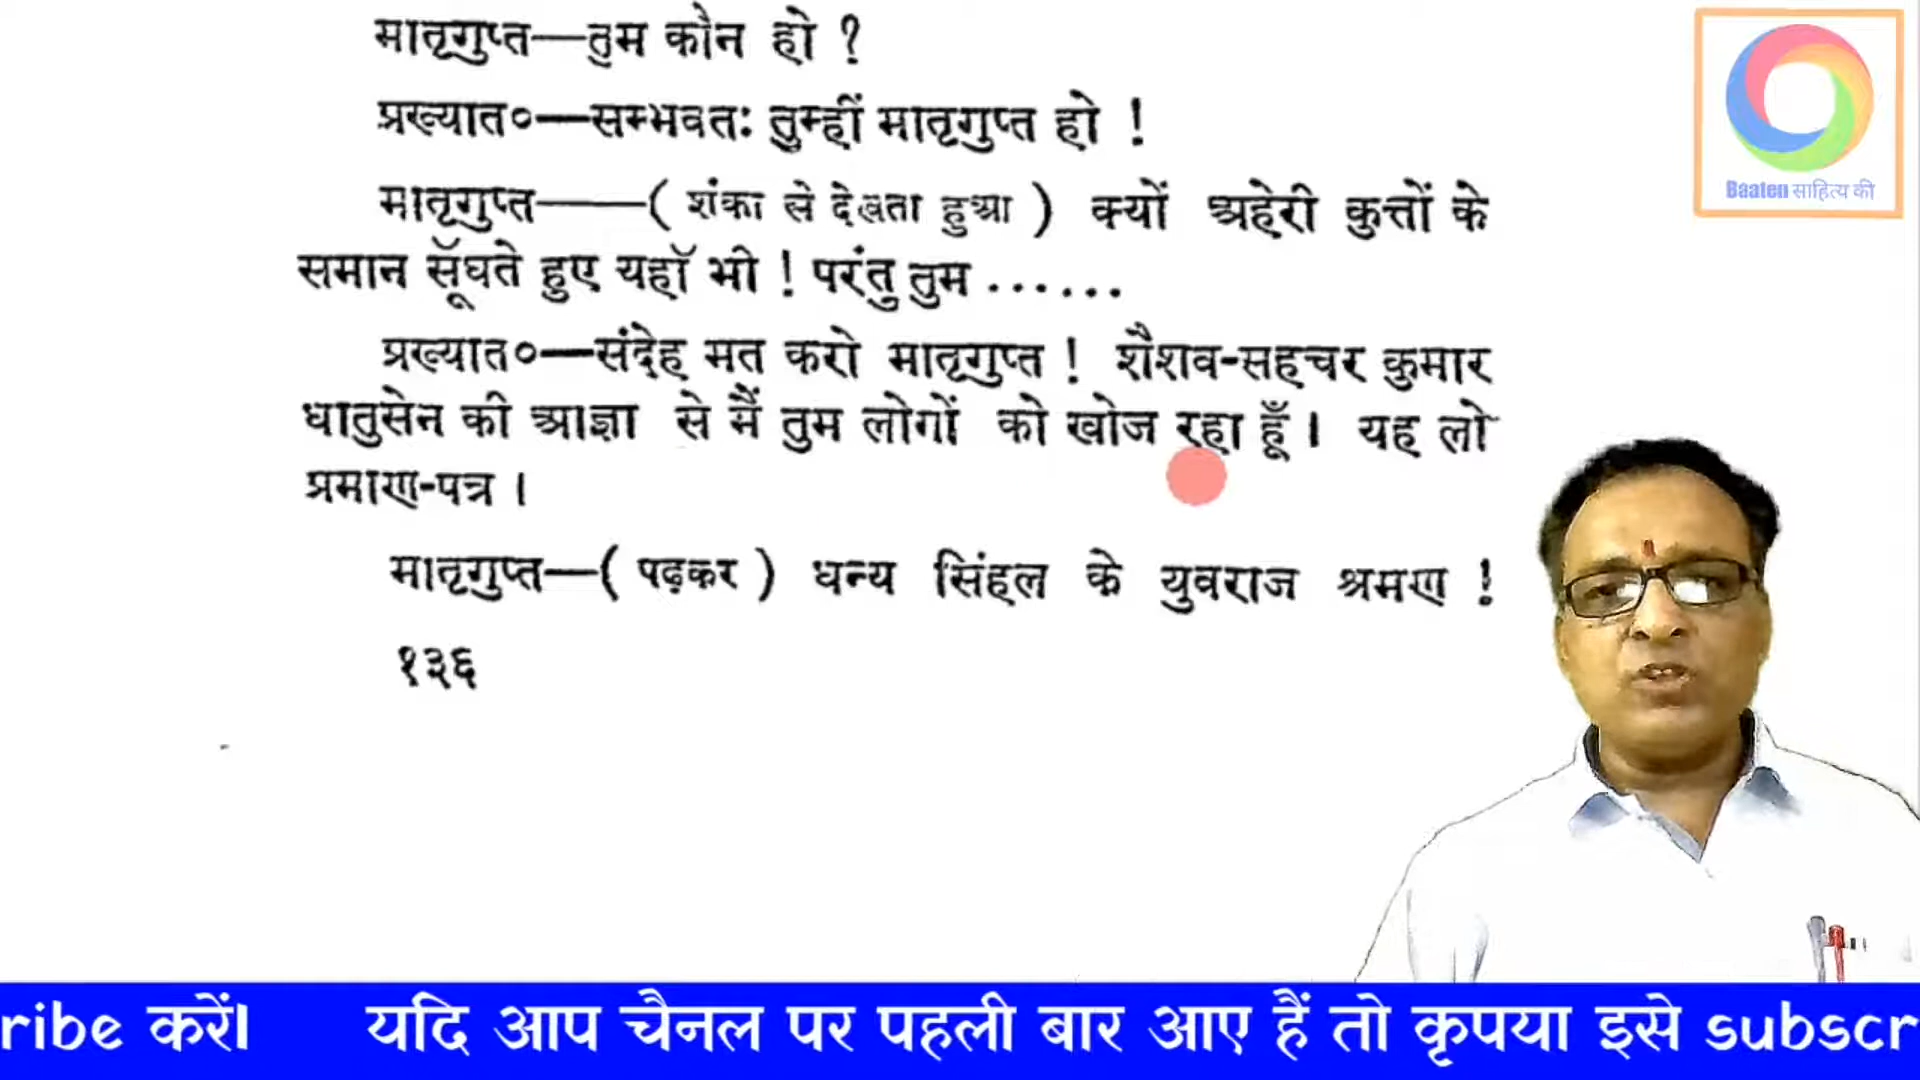 मातृगुप्त—तुम कौन हो ?
प्रख्यात०—सम्भवतः तुम्हीं मातृगुप्त हो !
मातृगुप्त——( शंका से देखता हुआ ) क्यों अहेरी कुत्तों के
समान सूँघते हुए यहाँ भी ! परंतु तुम ......
प्रख्यात०—संदेह मत करो मातृगुप्त ! शैशव-सहचर कुमार
धातुसेन की आज्ञा से मैं तुम लोगों को खोज रहा हूँ । यह लो
प्रमाण-पत्र ।
मातृगुप्त—( पढ़कर ) धन्य सिंहल के युवराज श्रमण !
१३६
Baaten साहित्य की
ribe करें। यदि आप चैनल पर पहली बार आए हैं तो कृपया इसे subscr